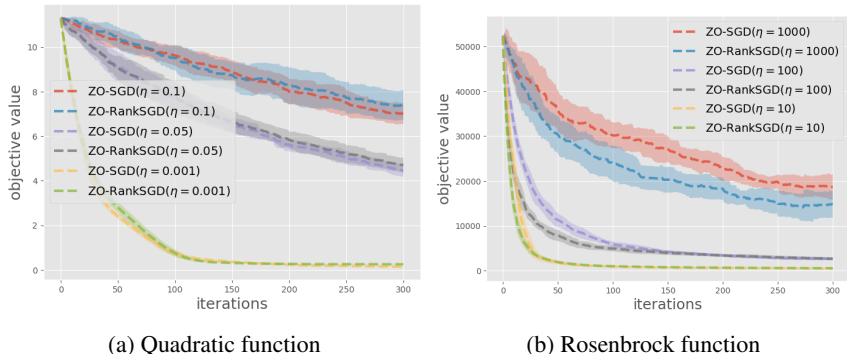 objective value
10
8
6
4
2
0
ZO-SGD(η = 0.1)
ZO-RankSGD(η = 0.1)
ZO-SGD(η = 0.05)
ZO-RankSGD(η = 0.05)
ZO-SGD(η = 0.001)
ZO-RankSGD(η = 0.001)
0 50 100 150 200 250 300
iterations
(a) Quadratic function
objective value
50000
40000
30000
20000
10000
0
ZO-SGD(η = 1000)
ZO-RankSGD(η = 1000)
ZO-SGD(η = 100)
ZO-RankSGD(η = 100)
ZO-SGD(η = 10)
ZO-RankSGD(η = 10)
0 50 100 150 200 250 300
iterations
(b) Rosenbrock function